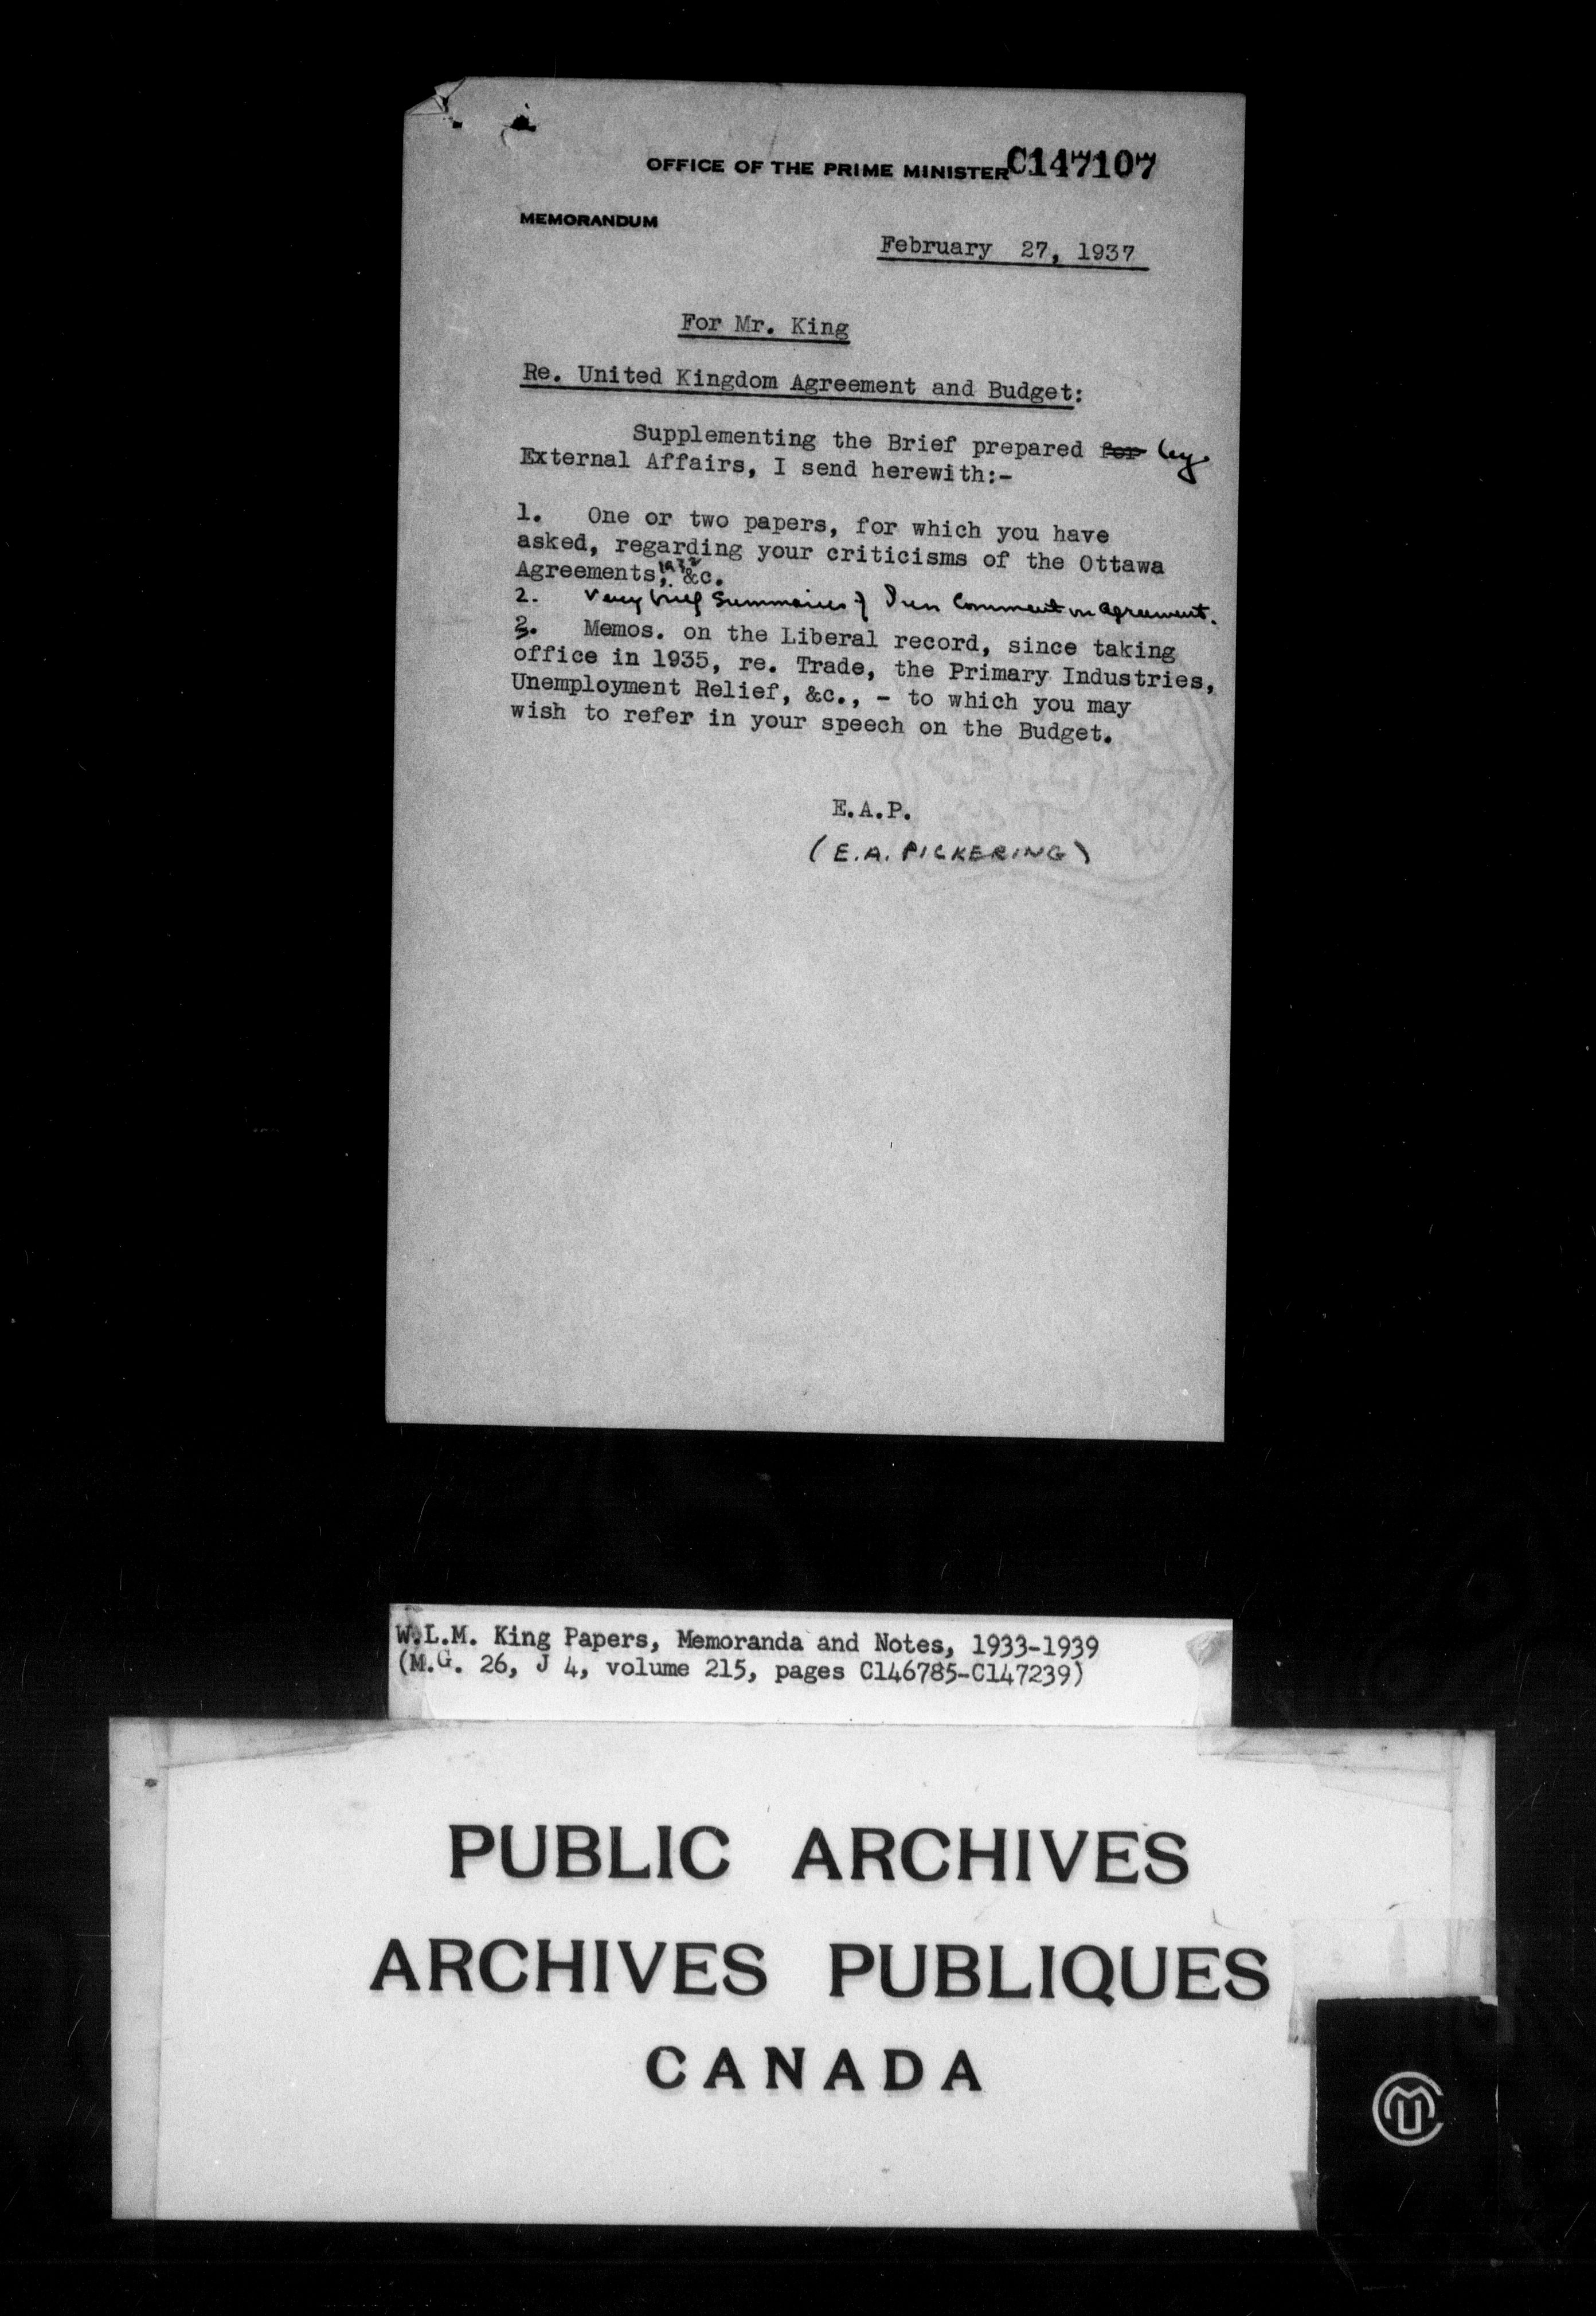 OFFICE OF THE PRIME MINISTER C147107
MEMORANDUM
February 27, 1937
For Mr. King
Re. United Kingdom Agreement and Budget:
Supplementing the Brief prepared for by
External Affairs, I send herewith:-
1. One or two papers, for which you have
asked, regarding your criticisms of the Ottawa
Agreements, 1932 &c.
2. Very brief Summaries of Comment on Agreement.
3. Memos. on the Liberal record, since taking
office in 1935, re. Trade, the Primary Industries,
Unemployment Relief, &c., - to which you may
wish to refer in your speech on the Budget.
E.A.P.
(E.A. PICKERING)
W.L.M. King Papers, Memoranda and Notes, 1933-1939
(M.G. 26, J 4, volume 215, pages C146785-C147239)
PUBLIC ARCHIVES
ARCHIVES PUBLIQUES
CANADA